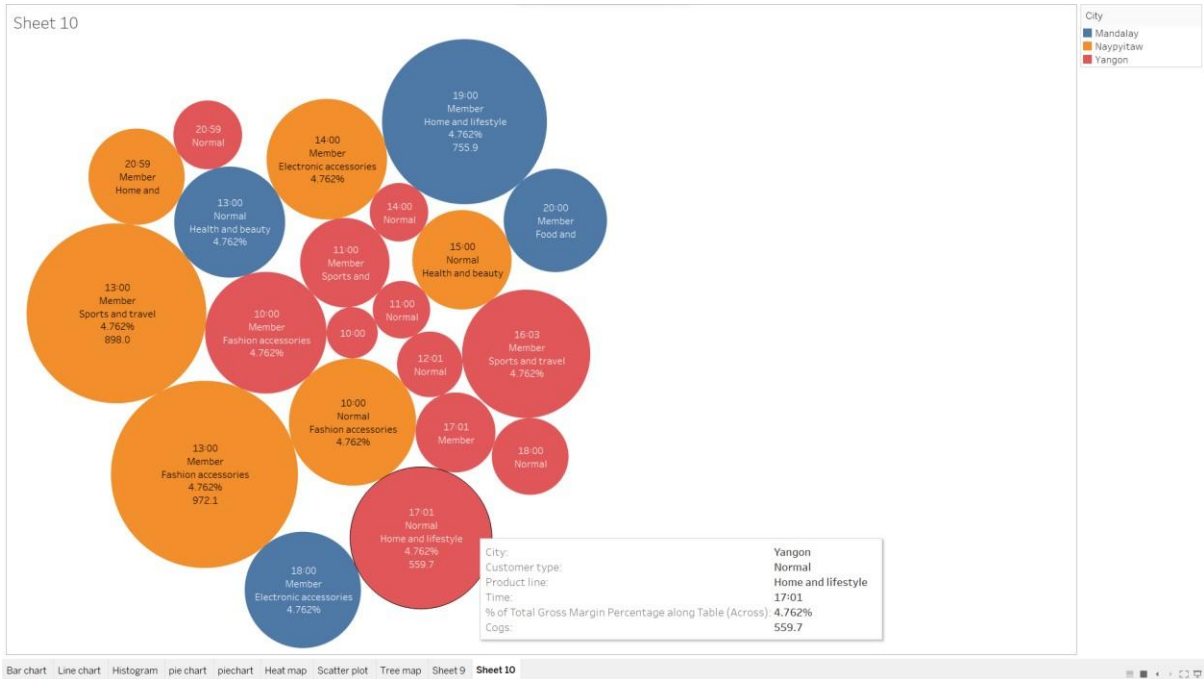 Sheet 10
City
Mandalay
Naypyitaw
Yangon
19:00
Member
Home and lifestyle
4.762%
755.9
20:59
Normal
14:00
Member
Electronic accessories
4.762%
20:59
Member
Home and
13:00
Normal
Health and beauty
4.762%
20:00
Member
Food and
14:00
Normal
11:00
Member
Sports and
15:00
Normal
Health and beauty
13:00
Member
Sports and travel
4.762%
898.0
10:00
Member
Fashion accessories
4.762%
11:00
Normal
10:00
16:03
Member
Sports and travel
4.762%
12:01
Normal
10:00
Normal
Fashion accessories
4.762%
17:01
Member
18:00
Normal
13:00
Member
Fashion accessories
4.762%
972.1
17:01
Normal
Home and lifestyle
4.762%
559.7
18:00
Member
Electronic accessories
4.762%
City: Yangon
Customer type: Normal
Product line: Home and lifestyle
Time: 17:01
% of Total Gross Margin Percentage along Table (Across): 4.762%
Cogs: 559.7
Bar chart Line chart Histogram pie chart piechart Heat map Scatter plot Tree map Sheet 9 Sheet 10